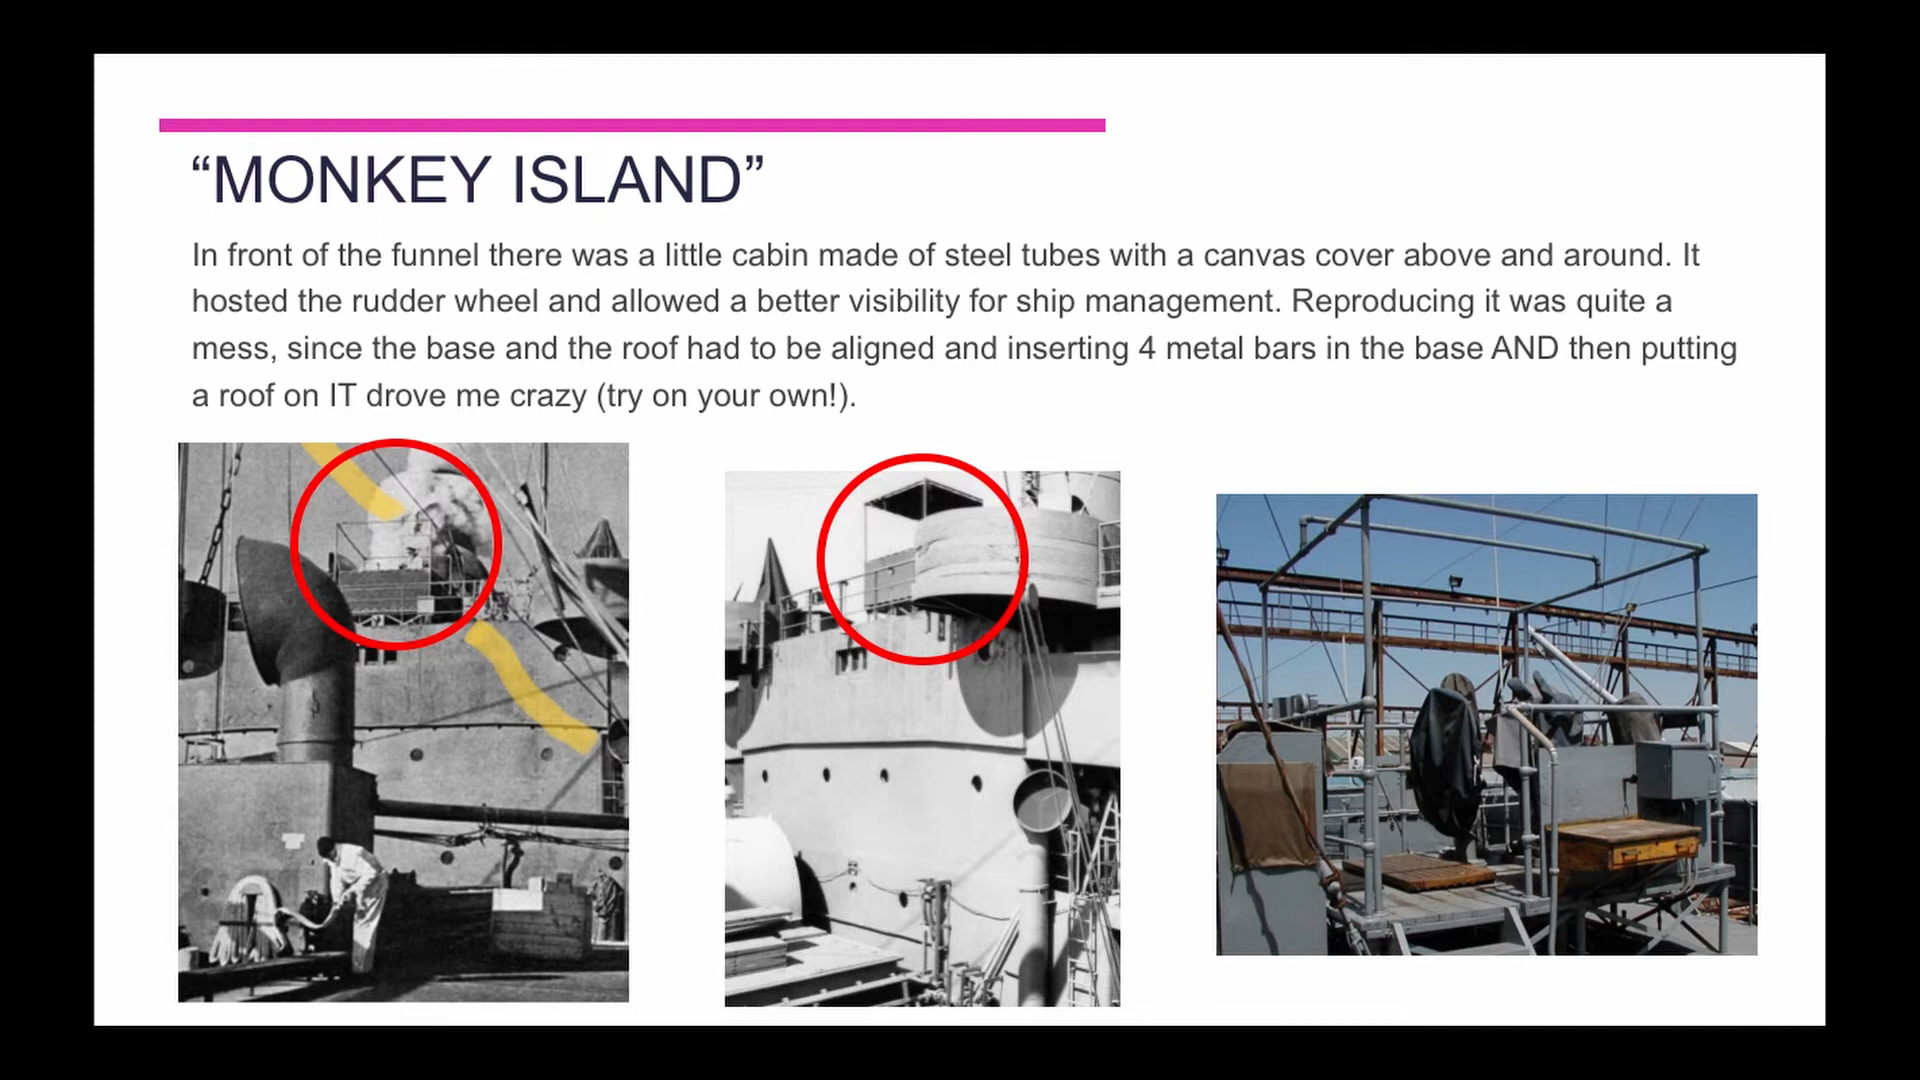 “MONKEY ISLAND”
In front of the funnel there was a little cabin made of steel tubes with a canvas cover above and around. It
hosted the rudder wheel and allowed a better visibility for ship management. Reproducing it was quite a
mess, since the base and the roof had to be aligned and inserting 4 metal bars in the base AND then putting
a roof on IT drove me crazy (try on your own!).